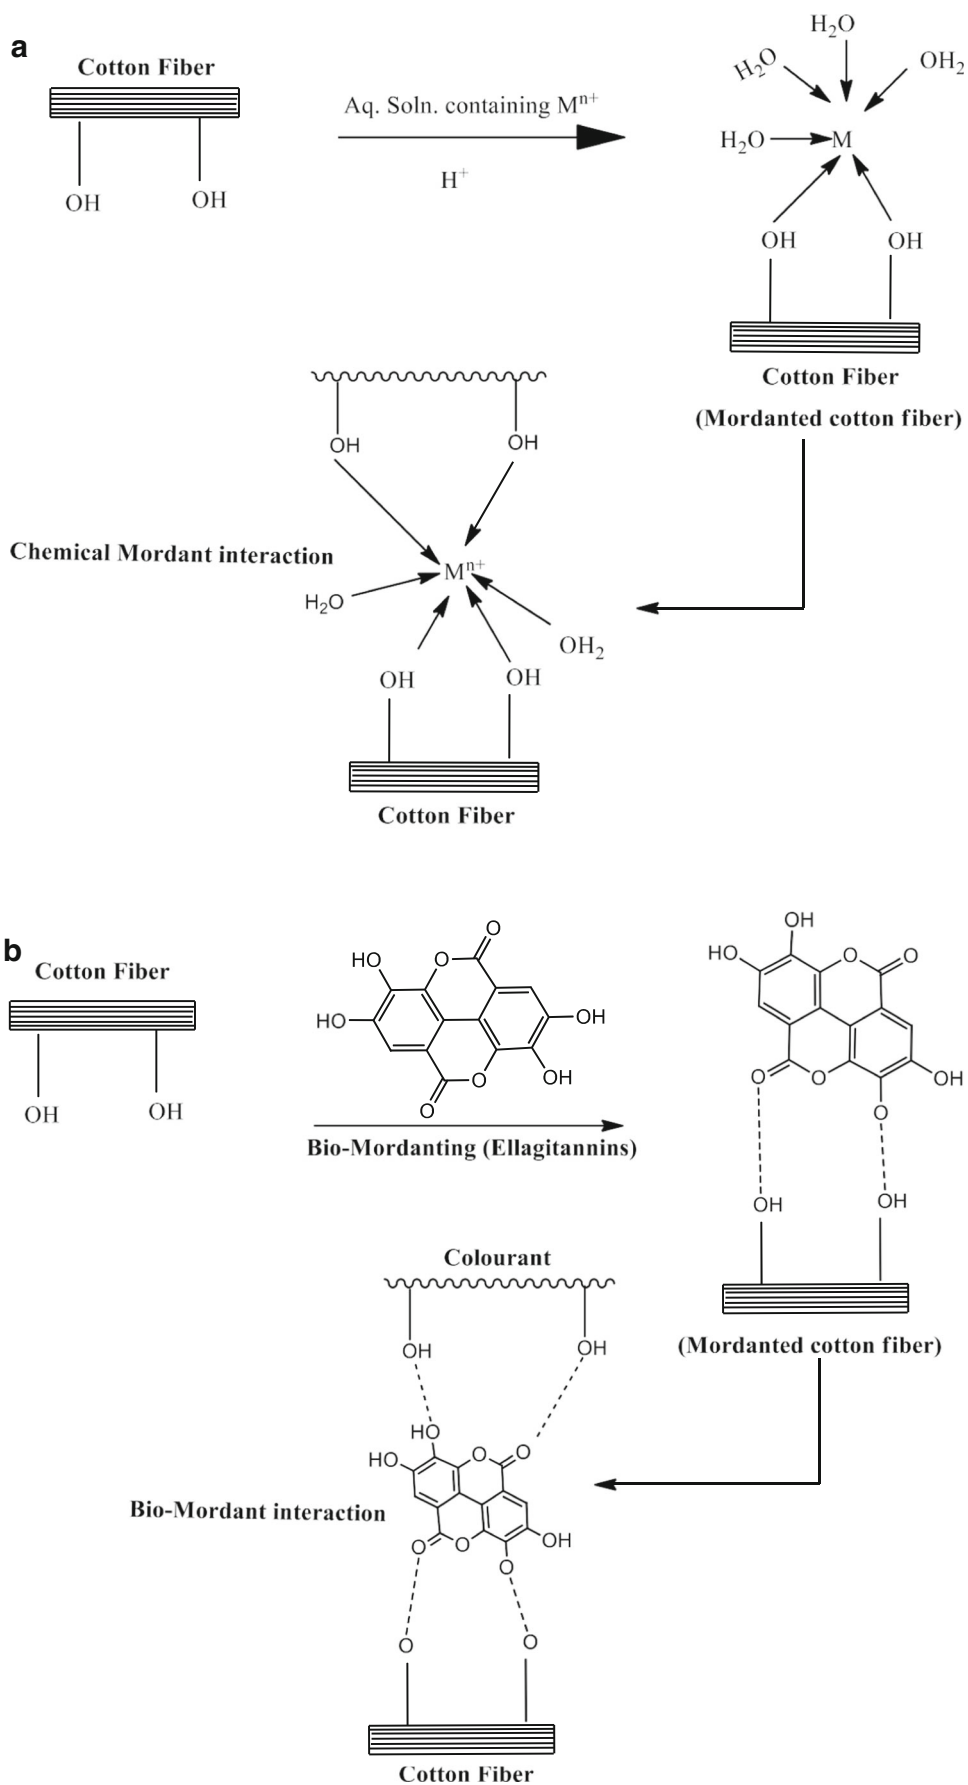 a
Cotton Fiber
OH
OH
Aq. Soln. containing Mⁿ⁺
H⁺
H₂O
H₂O
OH₂
H₂O
M
OH
OH
Cotton Fiber
(Mordanted cotton fiber)
OH
OH
Chemical Mordant interaction
Mⁿ⁺
H₂O
OH₂
OH
OH
Cotton Fiber
b
Cotton Fiber
OH
OH
O
HO
O
HO
OH
O
OH
O
Bio-Mordanting (Ellagitannins)
OH
HO
O
O
O
O
OH
O
OH
OH
(Mordanted cotton fiber)
Colourant
OH
OH
HO
HO
O
O
Bio-Mordant interaction
O
O
OH
O
O
O
Cotton Fiber